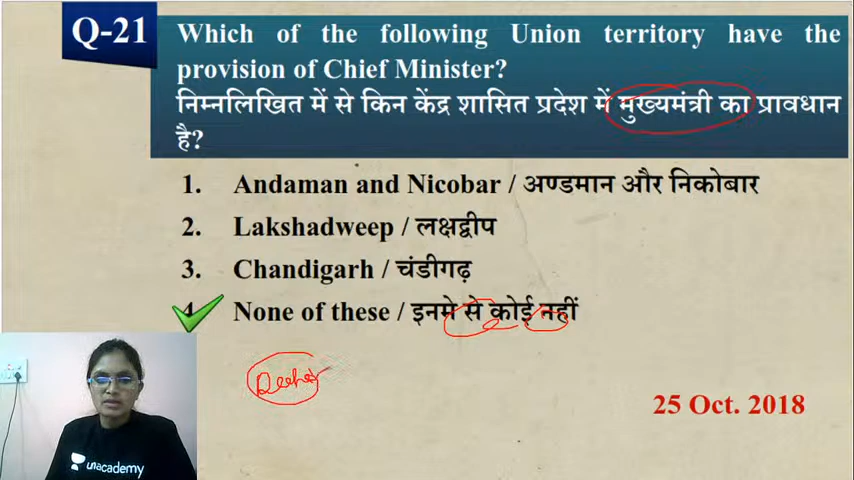 Q-21
Which of the following Union territory have the
provision of Chief Minister?
निम्नलिखित में से किन केंद्र शासित प्रदेश में मुख्यमंत्री का प्रावधान
है?
1. Andaman and Nicobar / अण्डमान और निकोबार
2. Lakshadweep / लक्षद्वीप
3. Chandigarh / चंडीगढ़
4. None of these / इनमे से कोई नहीं
25 Oct. 2018
unacademy